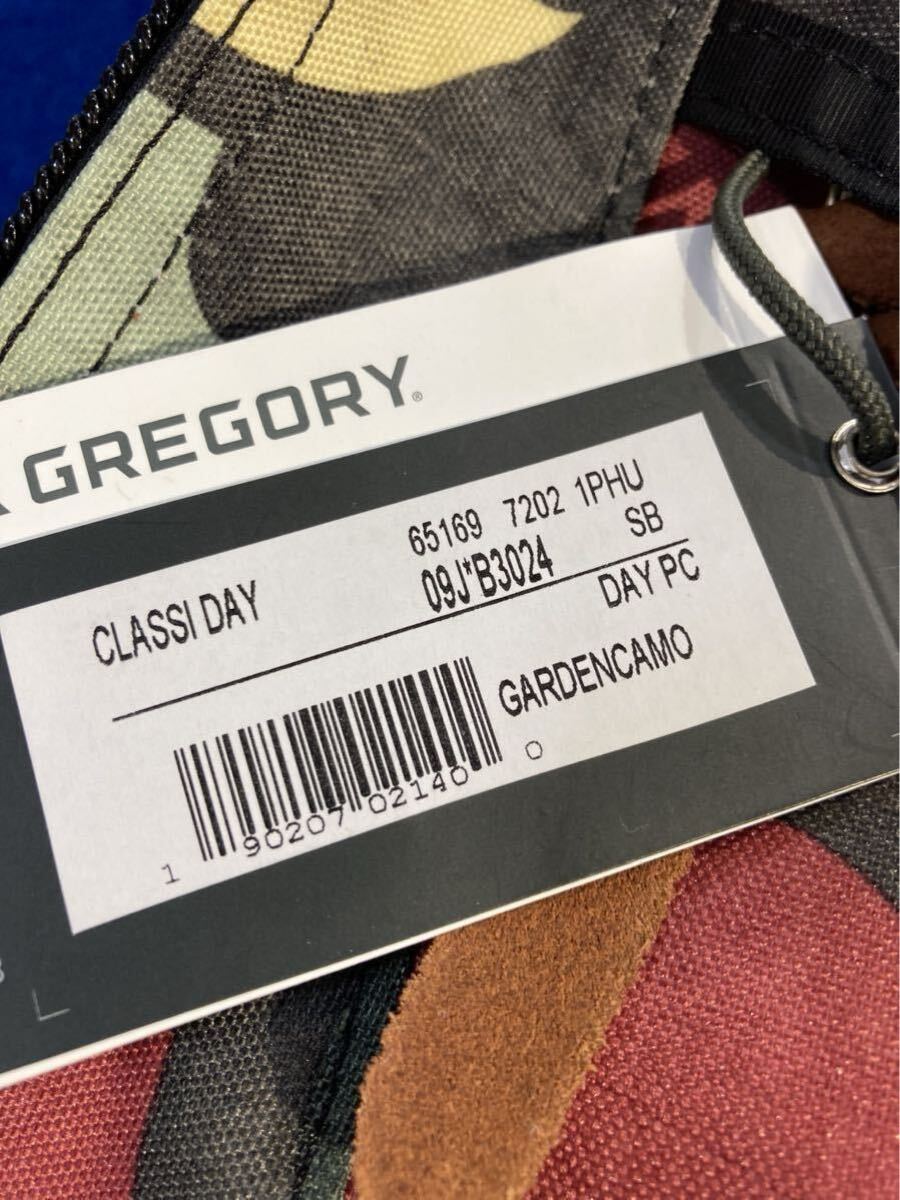 GREGORY®
65169 7202 1PHU
CLASSI DAY 09J*B3024 SB
DAY PC
GARDENCAMO
1 90207 02140 0